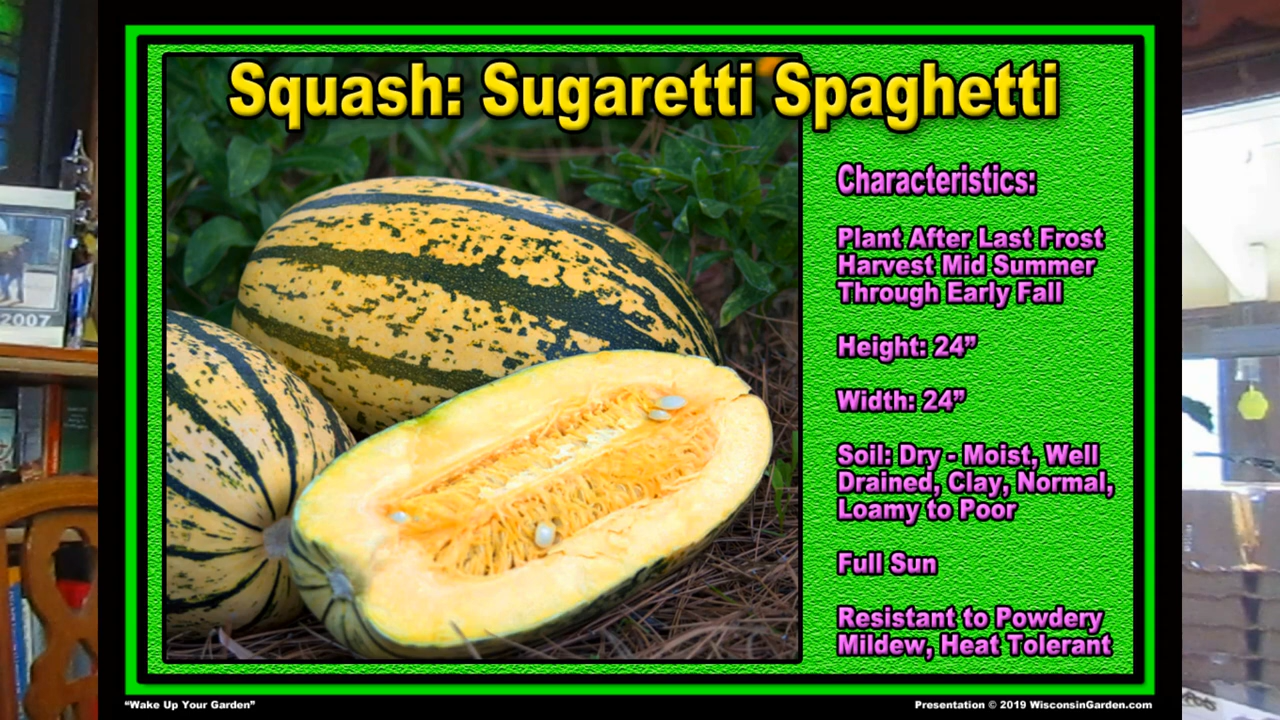 Squash: Sugaretti Spaghetti
Characteristics:
Plant After Last Frost
Harvest Mid Summer
Through Early Fall
Height: 24”
Width: 24”
Soil: Dry - Moist, Well
Drained, Clay, Normal,
Loamy to Poor
Full Sun
Resistant to Powdery
Mildew, Heat Tolerant
2007
“Wake Up Your Garden”
Presentation © 2019 WisconsinGarden.com